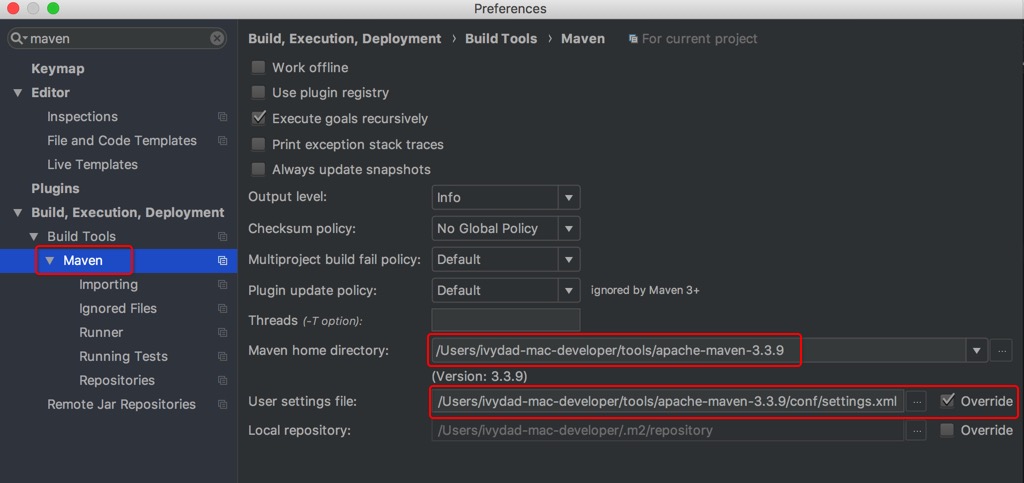 Preferences
maven
Keymap
Editor
Inspections
File and Code Templates
Live Templates
Plugins
Build, Execution, Deployment
Build Tools
Maven
Importing
Ignored Files
Runner
Running Tests
Repositories
Remote Jar Repositories
Build, Execution, Deployment › Build Tools › Maven For current project
Work offline
Use plugin registry
Execute goals recursively
Print exception stack traces
Always update snapshots
Output level: Info
Checksum policy: No Global Policy
Multiproject build fail policy: Default
Plugin update policy: Default ignored by Maven 3+
Threads (-T option):
Maven home directory: /Users/ivydad-mac-developer/tools/apache-maven-3.3.9 ...
(Version: 3.3.9)
User settings file: /Users/ivydad-mac-developer/tools/apache-maven-3.3.9/conf/settings.xml ... Override
Local repository: /Users/ivydad-mac-developer/.m2/repository ... Override